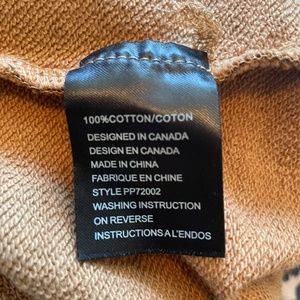 100%COTTON/COTON
DESIGNED IN CANADA
DESIGN EN CANADA
MADE IN CHINA
FABRIQUE EN CHINE
STYLE PP72002
WASHING INSTRUCTION
ON REVERSE
INSTRUCTIONS A L'ENDOS